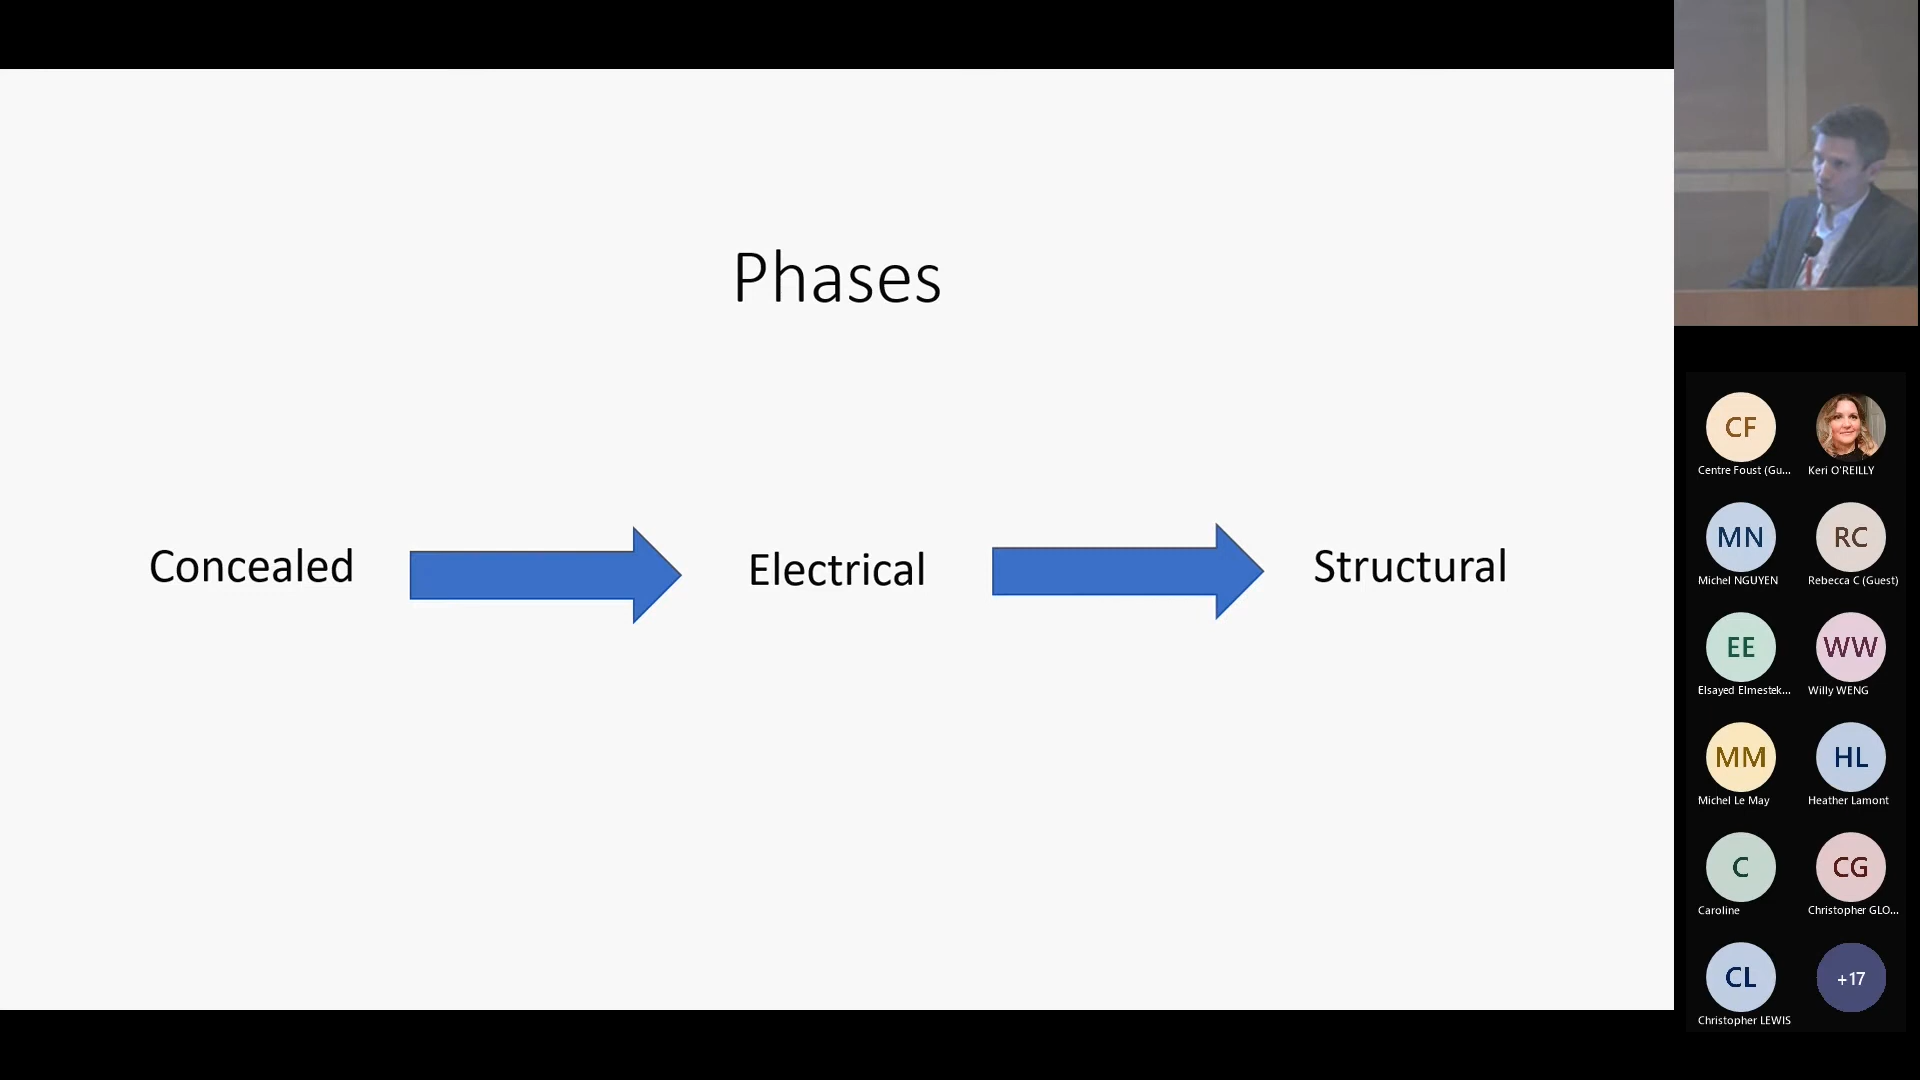 Phases
Concealed
Electrical
Structural
CF
Centre Foust (Gu...
Keri O'REILLY
MN
Michel NGUYEN
RC
Rebecca C (Guest)
EE
Elsayed Elmestek...
WW
Willy WENG
MM
Michel Le May
HL
Heather Lamont
C
Caroline
CG
Christopher GLO...
CL
Christopher LEWIS
+17